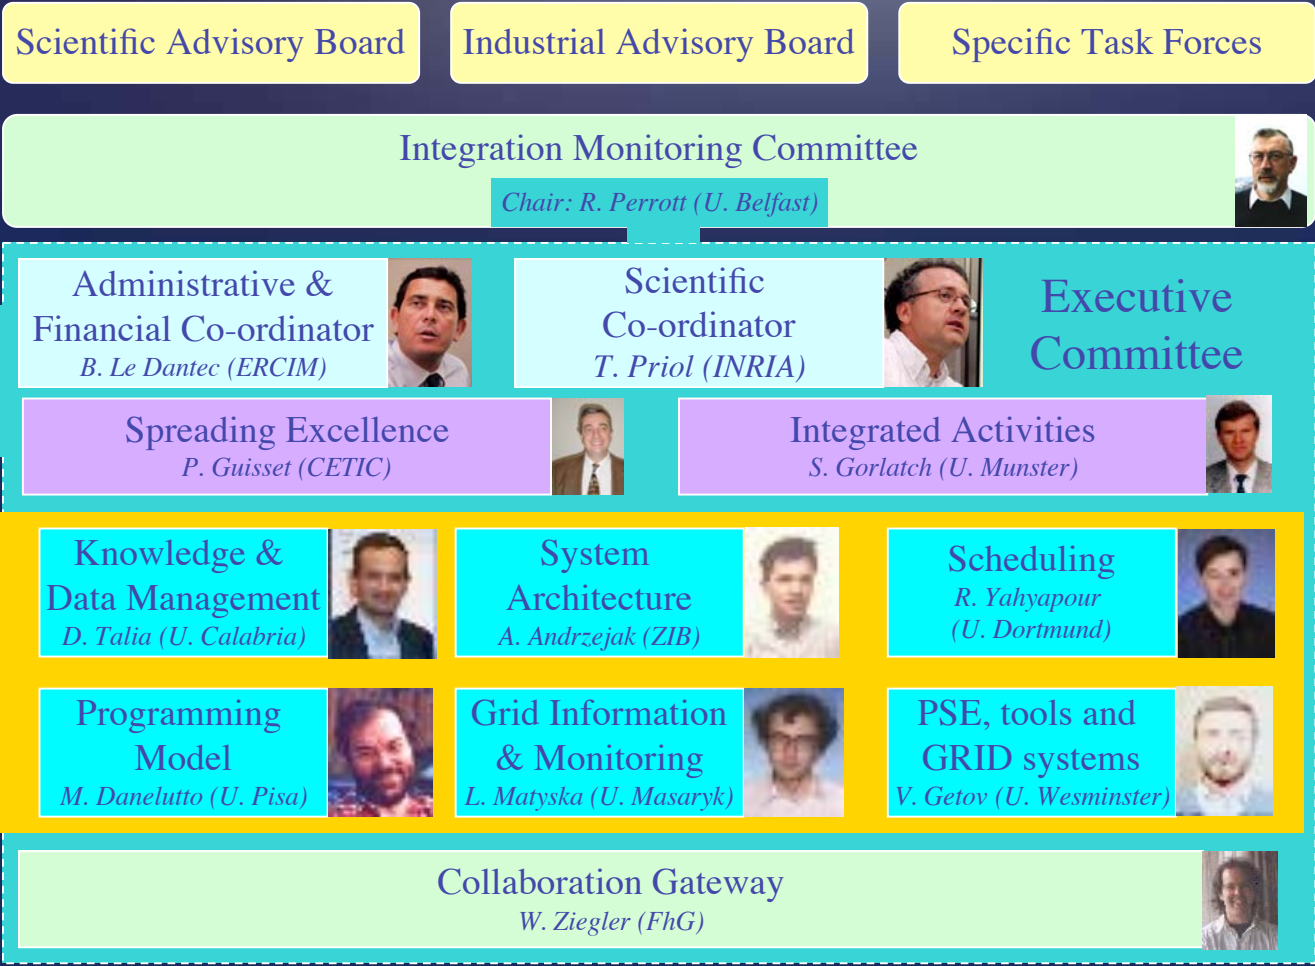 Scientific Advisory Board
Industrial Advisory Board
Specific Task Forces
Integration Monitoring Committee
Chair: R. Perrott (U. Belfast)
Administrative &
Financial Co-ordinator
B. Le Dantec (ERCIM)
Scientific
Co-ordinator
T. Priol (INRIA)
Executive
Committee
Spreading Excellence
P. Guisset (CETIC)
Integrated Activities
S. Gorlatch (U. Munster)
Knowledge &
Data Management
D. Talia (U. Calabria)
System
Architecture
A. Andrzejak (ZIB)
Scheduling
R. Yahyapour
(U. Dortmund)
Programming
Model
M. Danelutto (U. Pisa)
Grid Information
& Monitoring
L. Matyska (U. Masaryk)
PSE, tools and
GRID systems
V. Getov (U. Wesminster)
Collaboration Gateway
W. Ziegler (FhG)